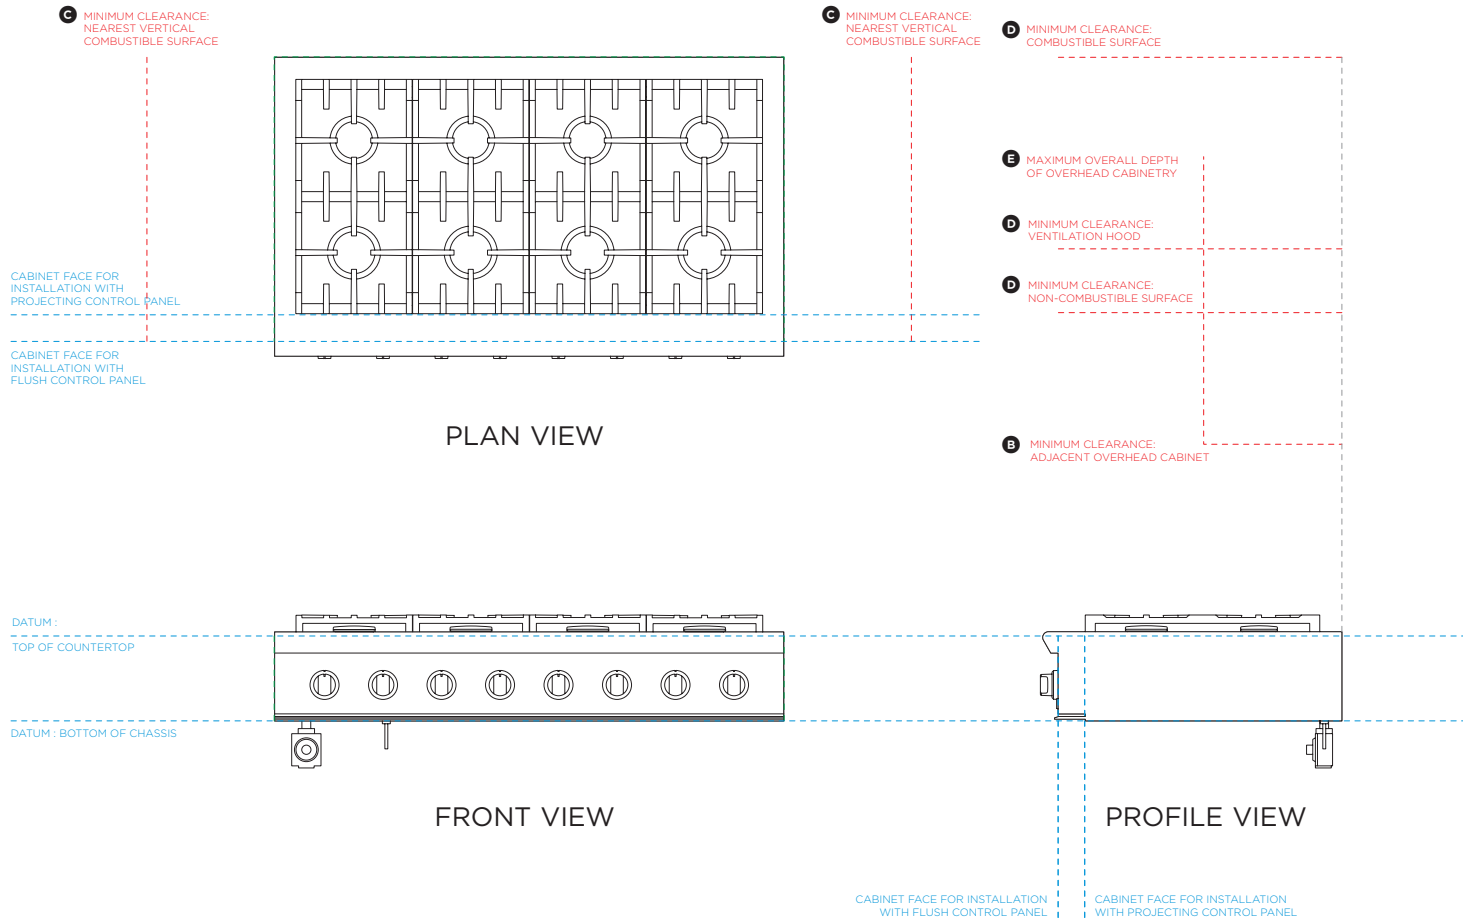 C MINIMUM CLEARANCE:
NEAREST VERTICAL
COMBUSTIBLE SURFACE
C MINIMUM CLEARANCE:
NEAREST VERTICAL
COMBUSTIBLE SURFACE
D MINIMUM CLEARANCE:
COMBUSTIBLE SURFACE
E MAXIMUM OVERALL DEPTH
OF OVERHEAD CABINETRY
D MINIMUM CLEARANCE:
VENTILATION HOOD
D MINIMUM CLEARANCE:
NON-COMBUSTIBLE SURFACE
CABINET FACE FOR
INSTALLATION WITH
PROJECTING CONTROL PANEL
CABINET FACE FOR
INSTALLATION WITH
FLUSH CONTROL PANEL
PLAN VIEW
B MINIMUM CLEARANCE:
ADJACENT OVERHEAD CABINET
DATUM :
TOP OF COUNTERTOP
DATUM : BOTTOM OF CHASSIS
FRONT VIEW
PROFILE VIEW
CABINET FACE FOR INSTALLATION
WITH FLUSH CONTROL PANEL
CABINET FACE FOR INSTALLATION
WITH PROJECTING CONTROL PANEL